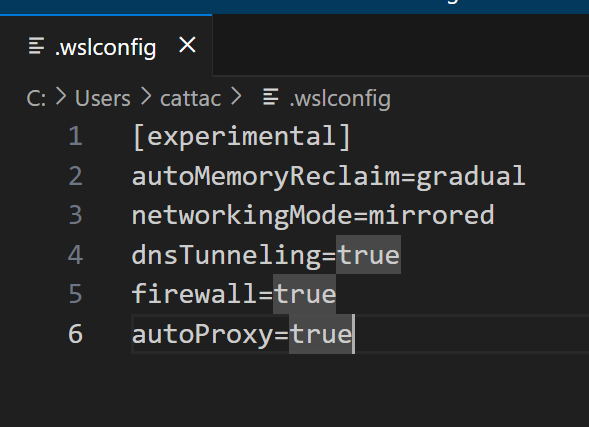 .wslconfig ×
C: > Users > cattac > .wslconfig
1 [experimental]
2 autoMemoryReclaim=gradual
3 networkingMode=mirrored
4 dnsTunneling=true
5 firewall=true
6 autoProxy=true